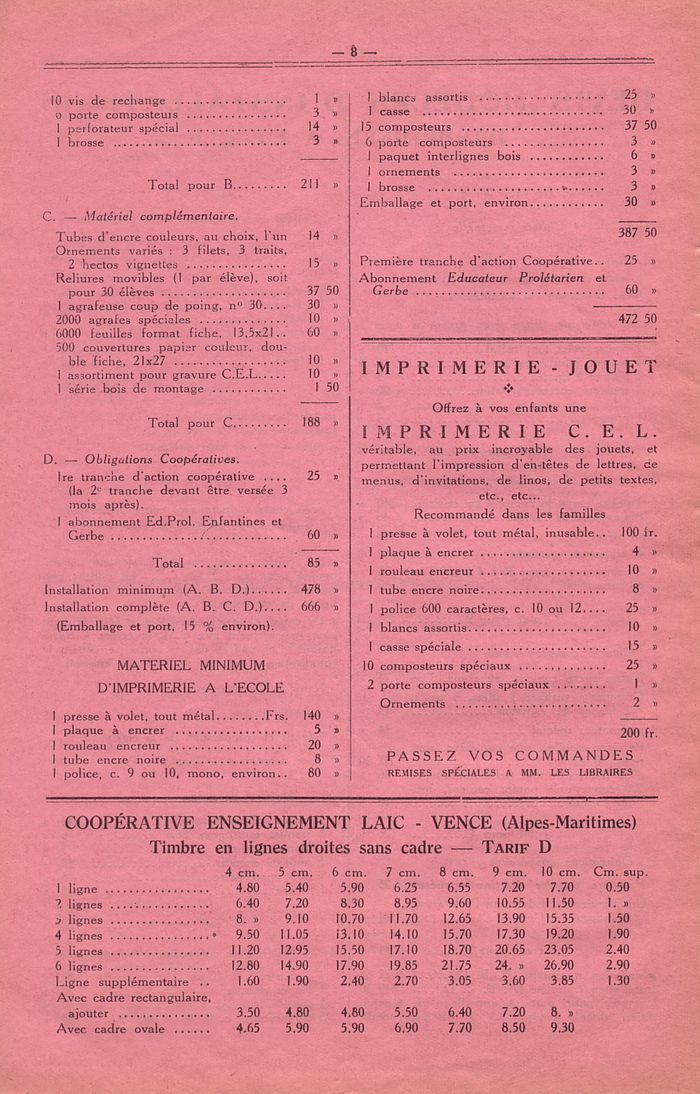 — 8 —
10 vis de rechange .................. 1 »
6 porte composteurs ................ 3 »
1 perforateur spécial ................ 14 »
1 brosse ............................ 3 »
Total pour B......... 211 »
C. — Matériel complémentaire.
Tubes d'encre couleurs, au choix, l'un 14 »
Ornements variés : 3 filets, 3 traits,
2 hectos vignettes ................ 15 »
Reliures movibles (1 par élève), soit
pour 30 élèves .................... 37 50
1 agrafeuse coup de poing, nº 30.... 30 »
2000 agrafes spéciales .............. 10 »
6000 feuilles format fiche, 13,5x21.. 60 »
500 couvertures papier couleur, dou-
ble fiche, 21x27 .................. 10 »
1 assortiment pour gravure C.E.L..... 10 »
1 série bois de montage ............ 1 50
Total pour C........ 188 »
D. — Obligations Coopératives.
1re tranche d'action coopérative .... 25 »
(la 2e tranche devant être versée 3
mois après).
1 abonnement Ed.Prol. Enfantines et
Gerbe ............................ 60 »
Total ............... 85 »
Installation minimum (A. B. D.)...... 478 »
Installation complète (A. B. C. D.).... 666 »
(Emballage et port, 15 % environ).
MATERIEL MINIMUM
D'IMPRIMERIE A L'ECOLE
1 presse à volet, tout métal........Frs. 140 »
1 plaque à encrer .................. 5 »
1 rouleau encreur .................. 20 »
1 tube encre noire .................. 8 »
1 police, c. 9 ou 10, mono, environ.. 80 »
1 blancs assortis .................... 25 »
1 casse ............................. 30 »
15 composteurs ....................... 37 50
6 porte composteurs ................ 3 »
1 paquet interlignes bois ............ 6 »
1 ornements ........................ 3 »
1 brosse ............................ 3 »
Emballage et port, environ............ 30 »
387 50
Première tranche d'action Coopérative.. 25 »
Abonnement Educateur Prolétarien et
Gerbe .............................. 60 »
472 50
IMPRIMERIE - JOUET
Offrez à vos enfants une
IMPRIMERIE C. E. L.
véritable, au prix incroyable des jouets, et
permettant l'impression d'en-têtes de lettres, de
menus, d'invitations, de linos, de petits textes,
etc., etc...
Recommandé dans les familles
1 presse à volet, tout métal, inusable.. 100 fr.
1 plaque à encrer .................... 4 »
1 rouleau encreur .................... 10 »
1 tube encre noire.................... 8 »
1 police 600 caractères, c. 10 ou 12.... 25 »
1 blancs assortis...................... 10 »
1 casse spéciale ...................... 15 »
10 composteurs spéciaux .............. 25 »
2 porte composteurs spéciaux ........ 1 »
Ornements ........................ 2 »
200 fr.
PASSEZ VOS COMMANDES
REMISES SPÉCIALES A MM. LES LIBRAIRES
COOPÉRATIVE ENSEIGNEMENT LAIC - VENCE (Alpes-Maritimes)
Timbre en lignes droites sans cadre — TARIF D
4 cm. 5 cm. 6 cm. 7 cm. 8 cm. 9 cm. 10 cm. Cm. sup.
1 ligne ................ 4.80 5.40 5.90 6.25 6.55 7.20 7.70 0.50
2 lignes ............... 6.40 7.20 8.30 8.95 9.60 10.55 11.50 1. »
3 lignes ............... 8. » 9.10 10.70 11.70 12.65 13.90 15.35 1.50
4 lignes ............... 9.50 11.05 13.10 14.10 15.70 17.30 19.20 1.90
5 lignes ............... 11.20 12.95 15.50 17.10 18.70 20.65 23.05 2.40
6 lignes ............... 12.80 14.90 17.90 19.85 21.75 24. » 26.90 2.90
Ligne supplémentaire .. 1.60 1.90 2.40 2.70 3.05 3.60 3.85 1.30
Avec cadre rectangulaire,
ajouter .............. 3.50 4.80 4.80 5.50 6.40 7.20 8. »
Avec cadre ovale ...... 4.65 5.90 5.90 6.90 7.70 8.50 9.30